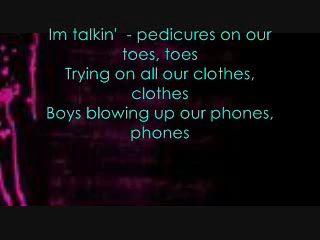 Im talkin'  - pedicures on our
toes, toes
Trying on all our clothes,
clothes
Boys blowing up our phones,
phones